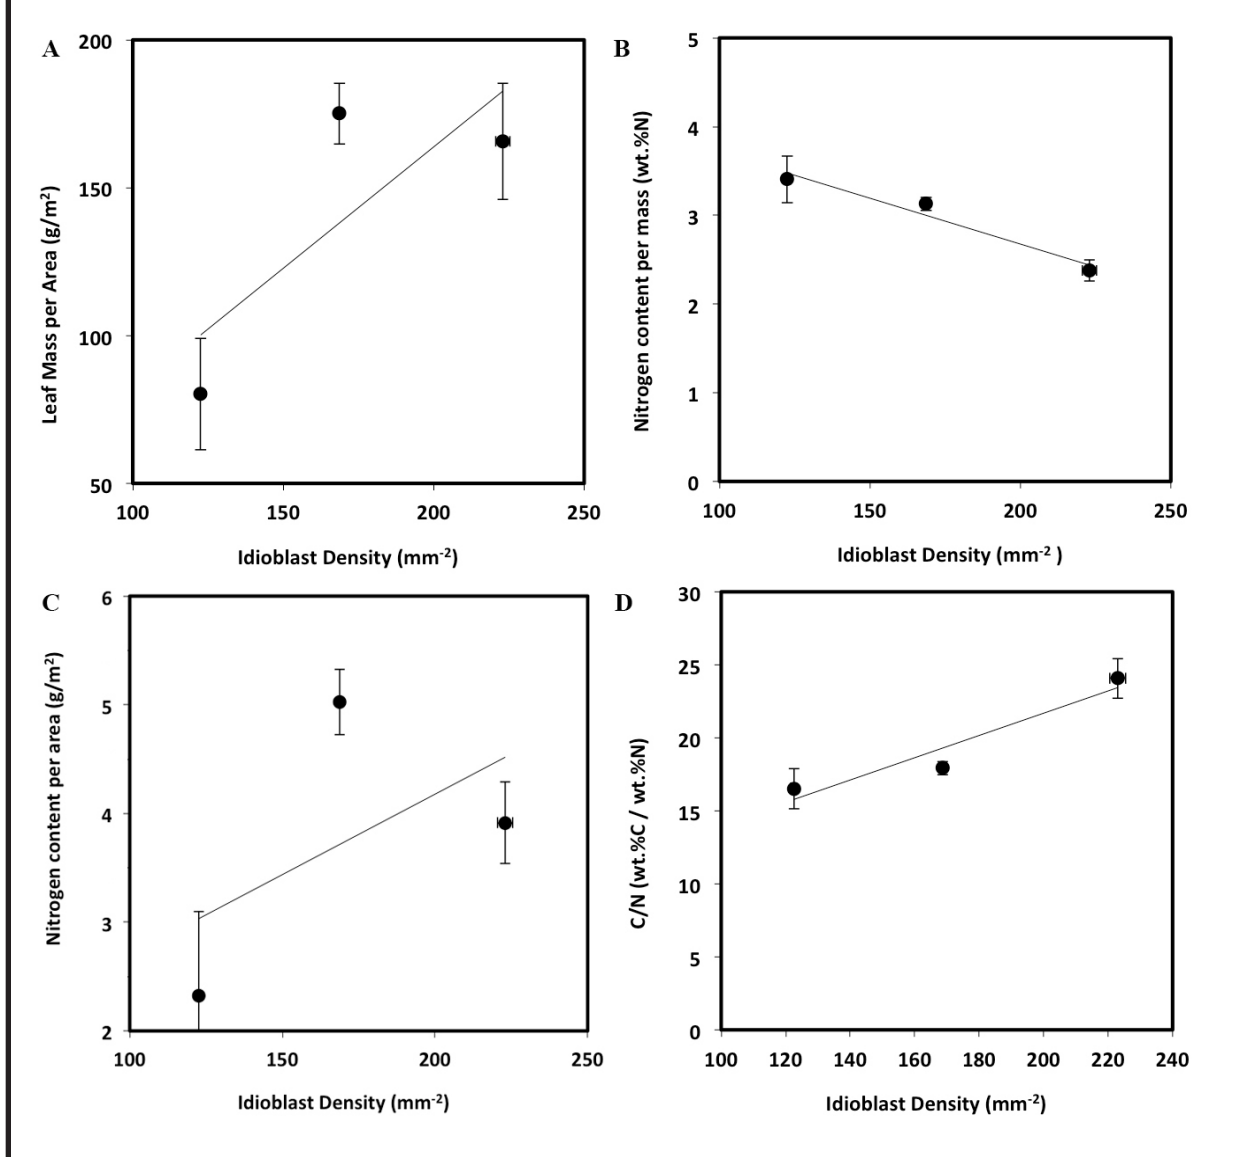 A
200
150
100
50
Leaf Mass per Area (g/m²)
100 150 200 250
Idioblast Density (mm⁻²)
B
5
4
3
2
1
0
Nitrogen content per mass (wt.%N)
100 150 200 250
Idioblast Density (mm⁻² )
C
6
5
4
3
2
Nitrogen content per area (g/m²)
100 150 200 250
Idioblast Density (mm⁻²)
D
30
25
20
15
10
5
0
C/N (wt.%C / wt.%N)
100 120 140 160 180 200 220 240
Idioblast Density (mm⁻²)